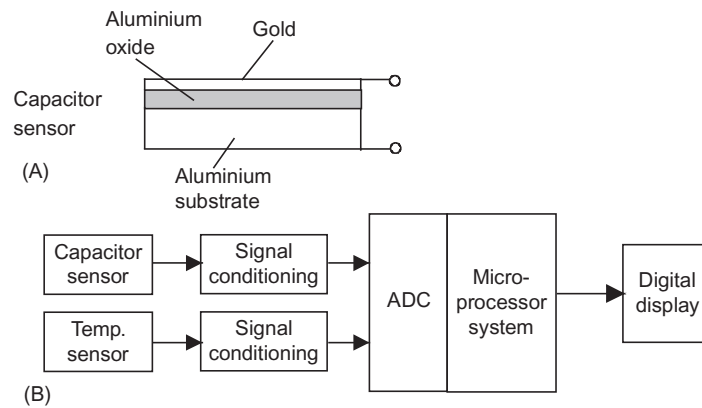 Aluminium
oxide
Gold
Capacitor
sensor
(A)
Aluminium
substrate
Capacitor
sensor
Signal
conditioning
ADC
Micro-
processor
system
Digital
display
Temp.
sensor
Signal
conditioning
(B)